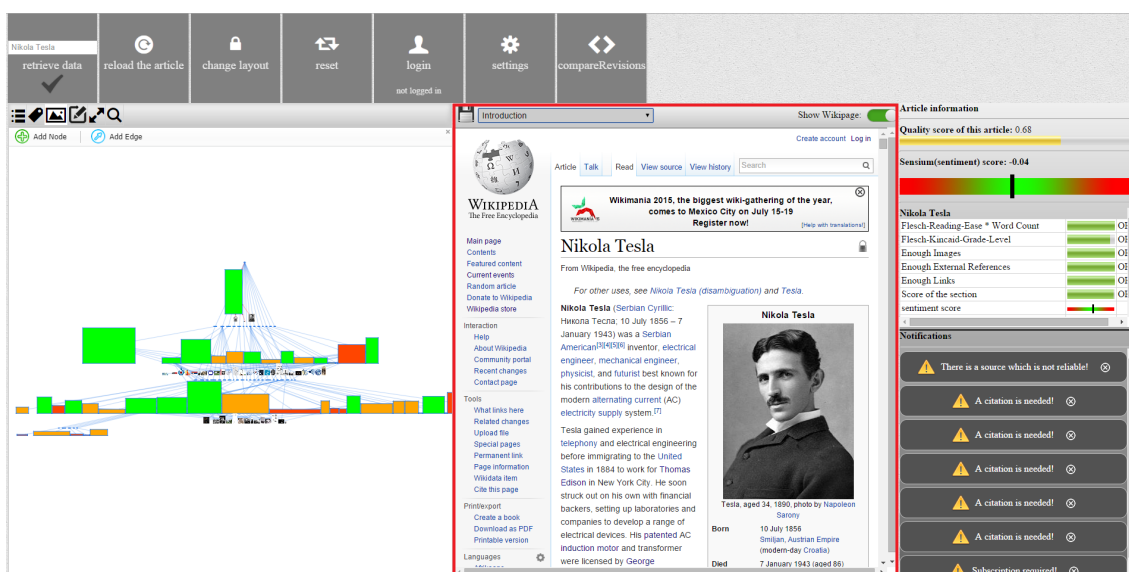 Nikola Tesla
retrieve data
reload the article
change layout
reset
login
not logged in
settings
compareRevisions
Add Node
Add Edge
Introduction
Show Wikipage:
Create account Log in
Article Talk Read View source View history Search
WIKIPEDIA
The Free Encyclopedia
Main page
Contents
Featured content
Current events
Random article
Donate to Wikipedia
Wikipedia store
Interaction
Help
About Wikipedia
Community portal
Recent changes
Contact page
Tools
What links here
Related changes
Upload file
Special pages
Permanent link
Page information
Wikidata item
Cite this page
Print/export
Create a book
Download as PDF
Printable version
Languages
Wikimania 2015, the biggest wiki-gathering of the year,
comes to Mexico City on July 15-19
Register now!
[Help with translations!]
Nikola Tesla
From Wikipedia, the free encyclopedia
For other uses, see Nikola Tesla (disambiguation) and Tesla.
Nikola Tesla (Serbian Cyrillic:
Никола Тесла; 10 July 1856 – 7
January 1943) was a Serbian
American[3][4][5][6] inventor, electrical
engineer, mechanical engineer,
physicist, and futurist best known for
his contributions to the design of the
modern alternating current (AC)
electricity supply system.[7]
Tesla gained experience in
telephony and electrical engineering
before immigrating to the United
States in 1884 to work for Thomas
Edison in New York City. He soon
struck out on his own with financial
backers, setting up laboratories and
companies to develop a range of
electrical devices. His patented AC
induction motor and transformer
were licensed by George
Nikola Tesla
Tesla, aged 34, 1890, photo by Napoleon
Sarony
Born 10 July 1856
Smiljan, Austrian Empire
(modern-day Croatia)
Died 7 January 1943 (aged 86)
Article information
Quality score of this article: 0.68
Sensium(sentiment) score: -0.04
Nikola Tesla
Flesch-Reading-Ease * Word Count
Flesch-Kincaid-Grade-Level
Enough Images
Enough External References
Enough Links
Score of the section
sentiment score
Notifications
There is a source which is not reliable!
A citation is needed!
A citation is needed!
A citation is needed!
A citation is needed!
A citation is needed!
Subscription required!